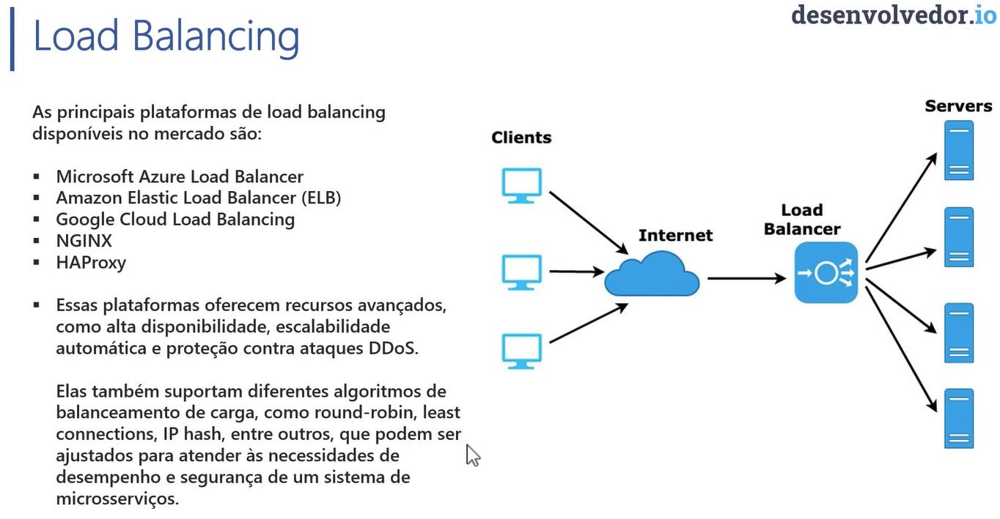 Load Balancing
desenvolvedor.io
As principais plataformas de load balancing
disponíveis no mercado são:
▪ Microsoft Azure Load Balancer
▪ Amazon Elastic Load Balancer (ELB)
▪ Google Cloud Load Balancing
▪ NGINX
▪ HAProxy
▪ Essas plataformas oferecem recursos avançados,
como alta disponibilidade, escalabilidade
automática e proteção contra ataques DDoS.
Elas também suportam diferentes algoritmos de
balanceamento de carga, como round-robin, least
connections, IP hash, entre outros, que podem ser
ajustados para atender às necessidades de
desempenho e segurança de um sistema de
microsserviços.
Clients
Internet
Load
Balancer
Servers